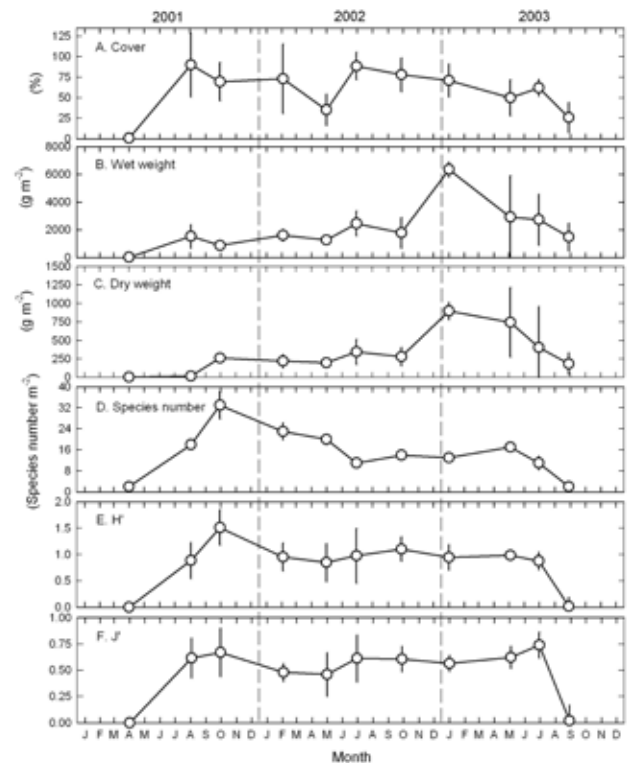 2001 2002 2003
A. Cover
(%)
125
100
75
50
25
0
B. Wet weight
(g m⁻²)
8000
6000
4000
2000
0
C. Dry weight
(g m⁻²)
1500
1250
1000
750
500
250
0
D. Species number
(Species number m⁻²)
40
32
24
16
8
0
E. H'
2.0
1.5
1.0
0.5
0.0
F. J'
1.00
0.75
0.50
0.25
0.00
J F M A M J J A S O N D J F M A M J J A S O N D J F M A M J J A S O N D
Month